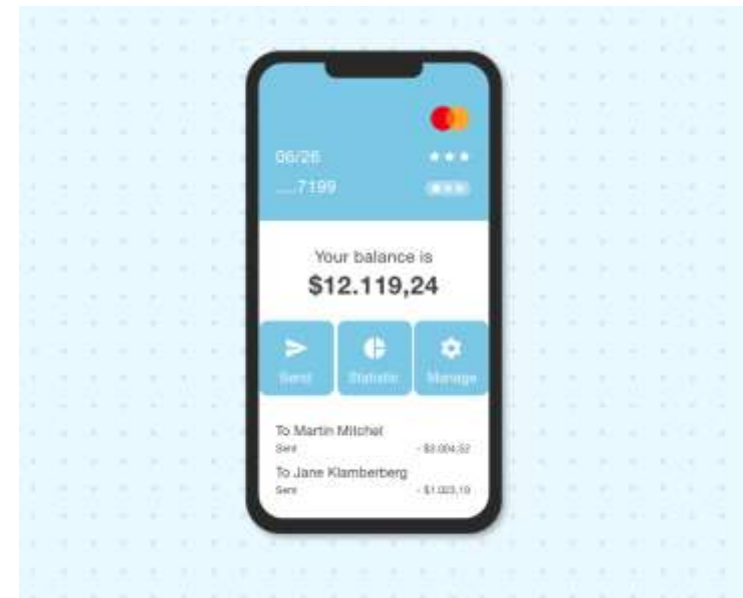 06/26
....7199
Your balance is
$12.119,24
Send Statistic Manage
To Martin Mitchel
Sent
To Jane Klamberberg
Sent - $1.023,19